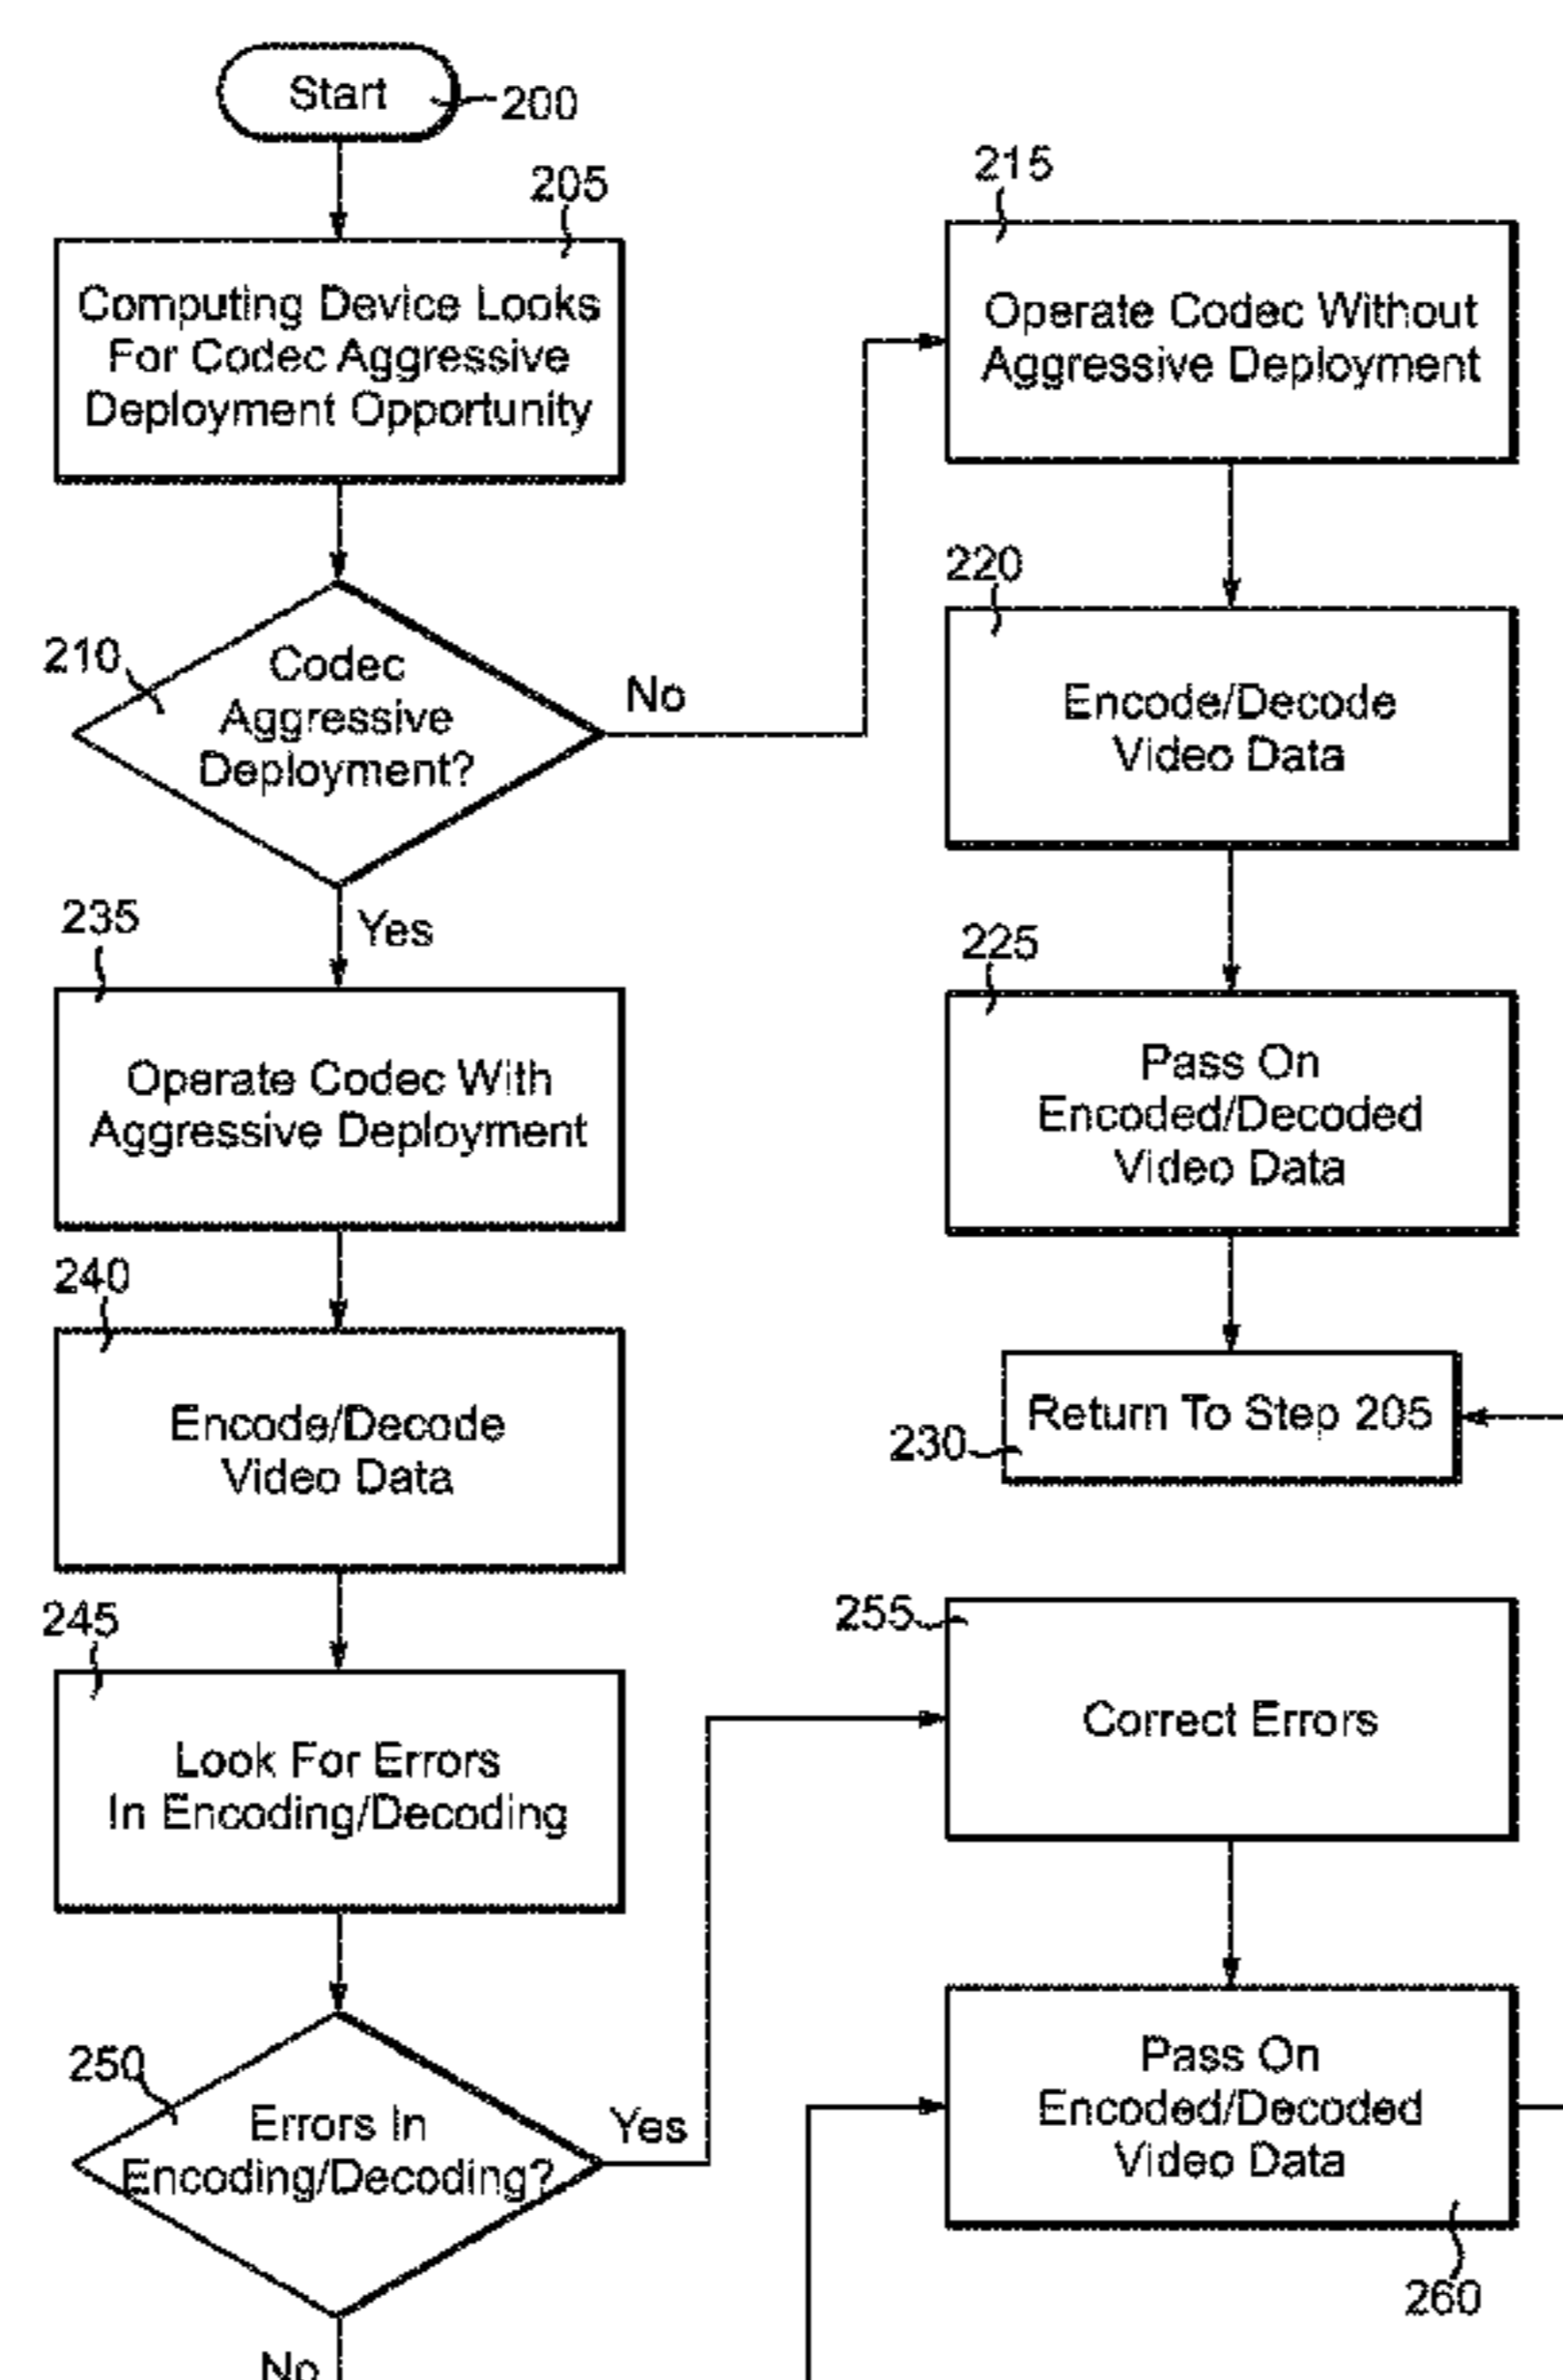 Start
200
205
Computing Device Looks
For Codec Aggressive
Deployment Opportunity
210
Codec
Aggressive
Deployment?
No
Yes
215
Operate Codec Without
Aggressive Deployment
220
Encode/Decode
Video Data
225
Pass On
Encoded/Decoded
Video Data
Return To Step 205
230
235
Operate Codec With
Aggressive Deployment
240
Encode/Decode
Video Data
245
Look For Errors
In Encoding/Decoding
250
Errors In
Encoding/Decoding?
Yes
No
255
Correct Errors
Pass On
Encoded/Decoded
Video Data
260